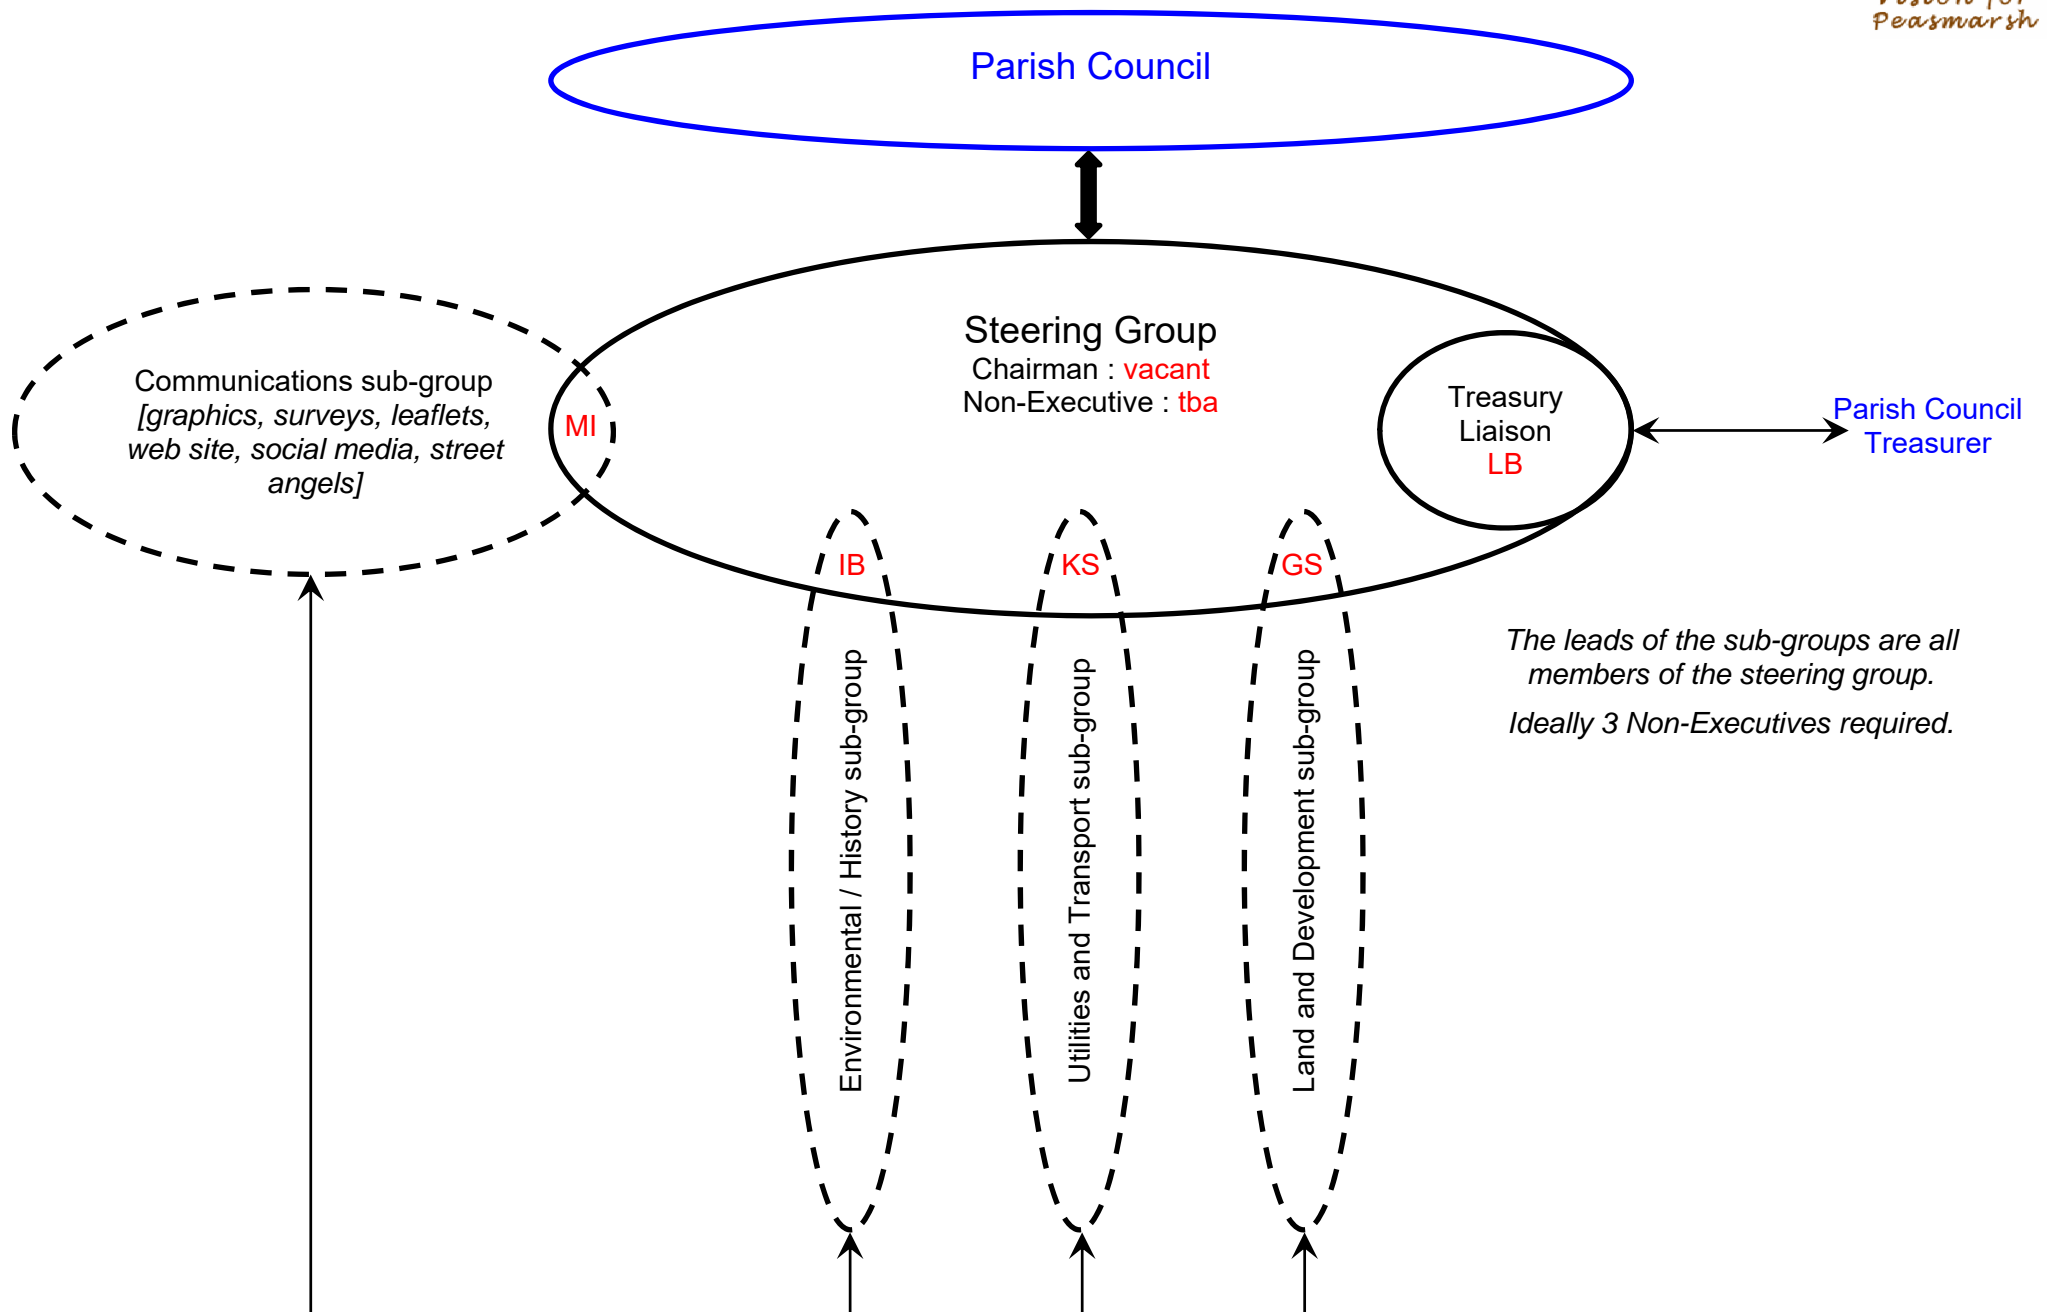 Vision for
Peasmarsh
Parish Council
Steering Group
Chairman : vacant
Non-Executive : tba
Communications sub-group
[graphics, surveys, leaflets,
web site, social media, street
angels]
MI
Treasury
Liaison
LB
Parish Council
Treasurer
IB
KS
GS
Environmental / History sub-group
Utilities and Transport sub-group
Land and Development sub-group
The leads of the sub-groups are all
members of the steering group.
Ideally 3 Non-Executives required.